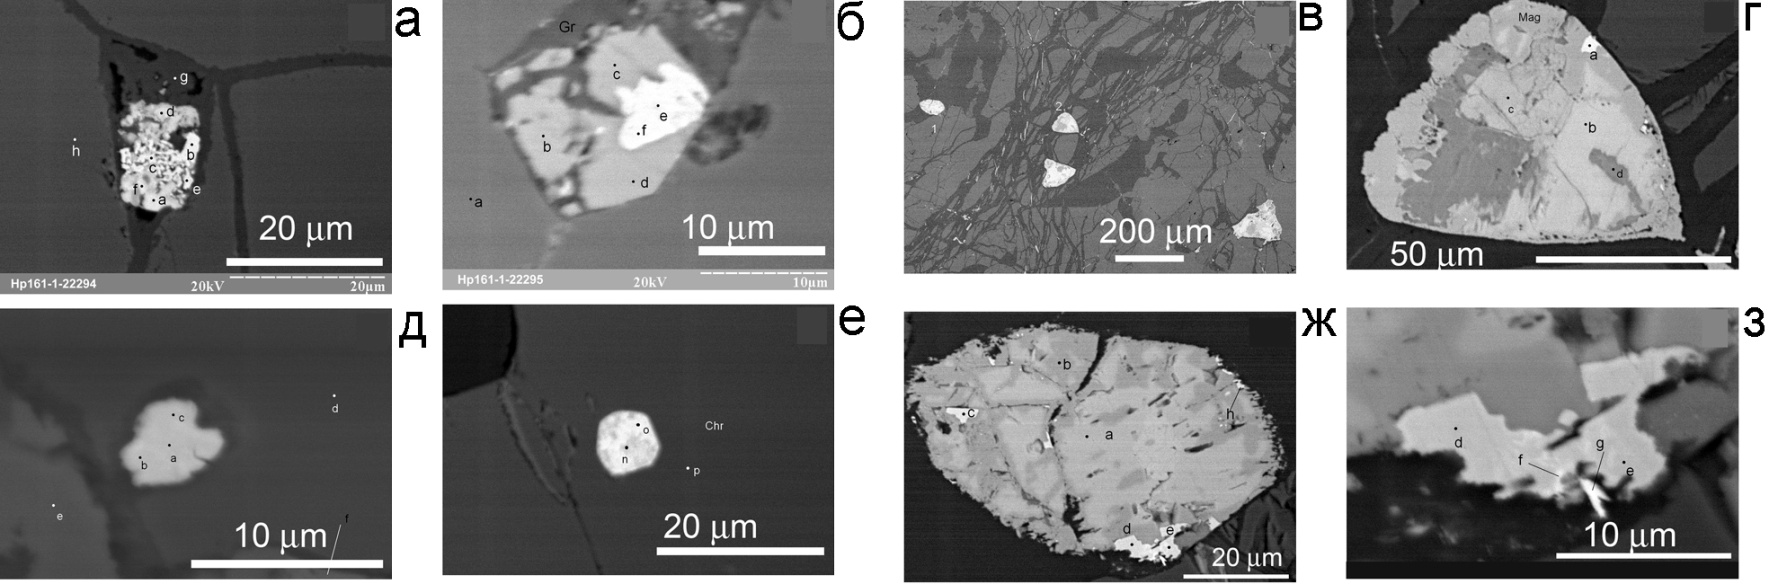 g
d
h
b
c
f
e
a
20 µm
Hp161-1-22294 20kV 20µm
а
Gr
c
e
f
b
d
a
10 µm
Hp161-1-22295 20kV 10µm
б
1
2
200 µm
в
Mag
a
c
b
d
50 µm
г
c
a
b
d
e
f
10 µm
д
Chr
o
n
p
20 µm
е
b
c
h
a
d
e
20 µm
ж
d
f
g
e
10 µm
з